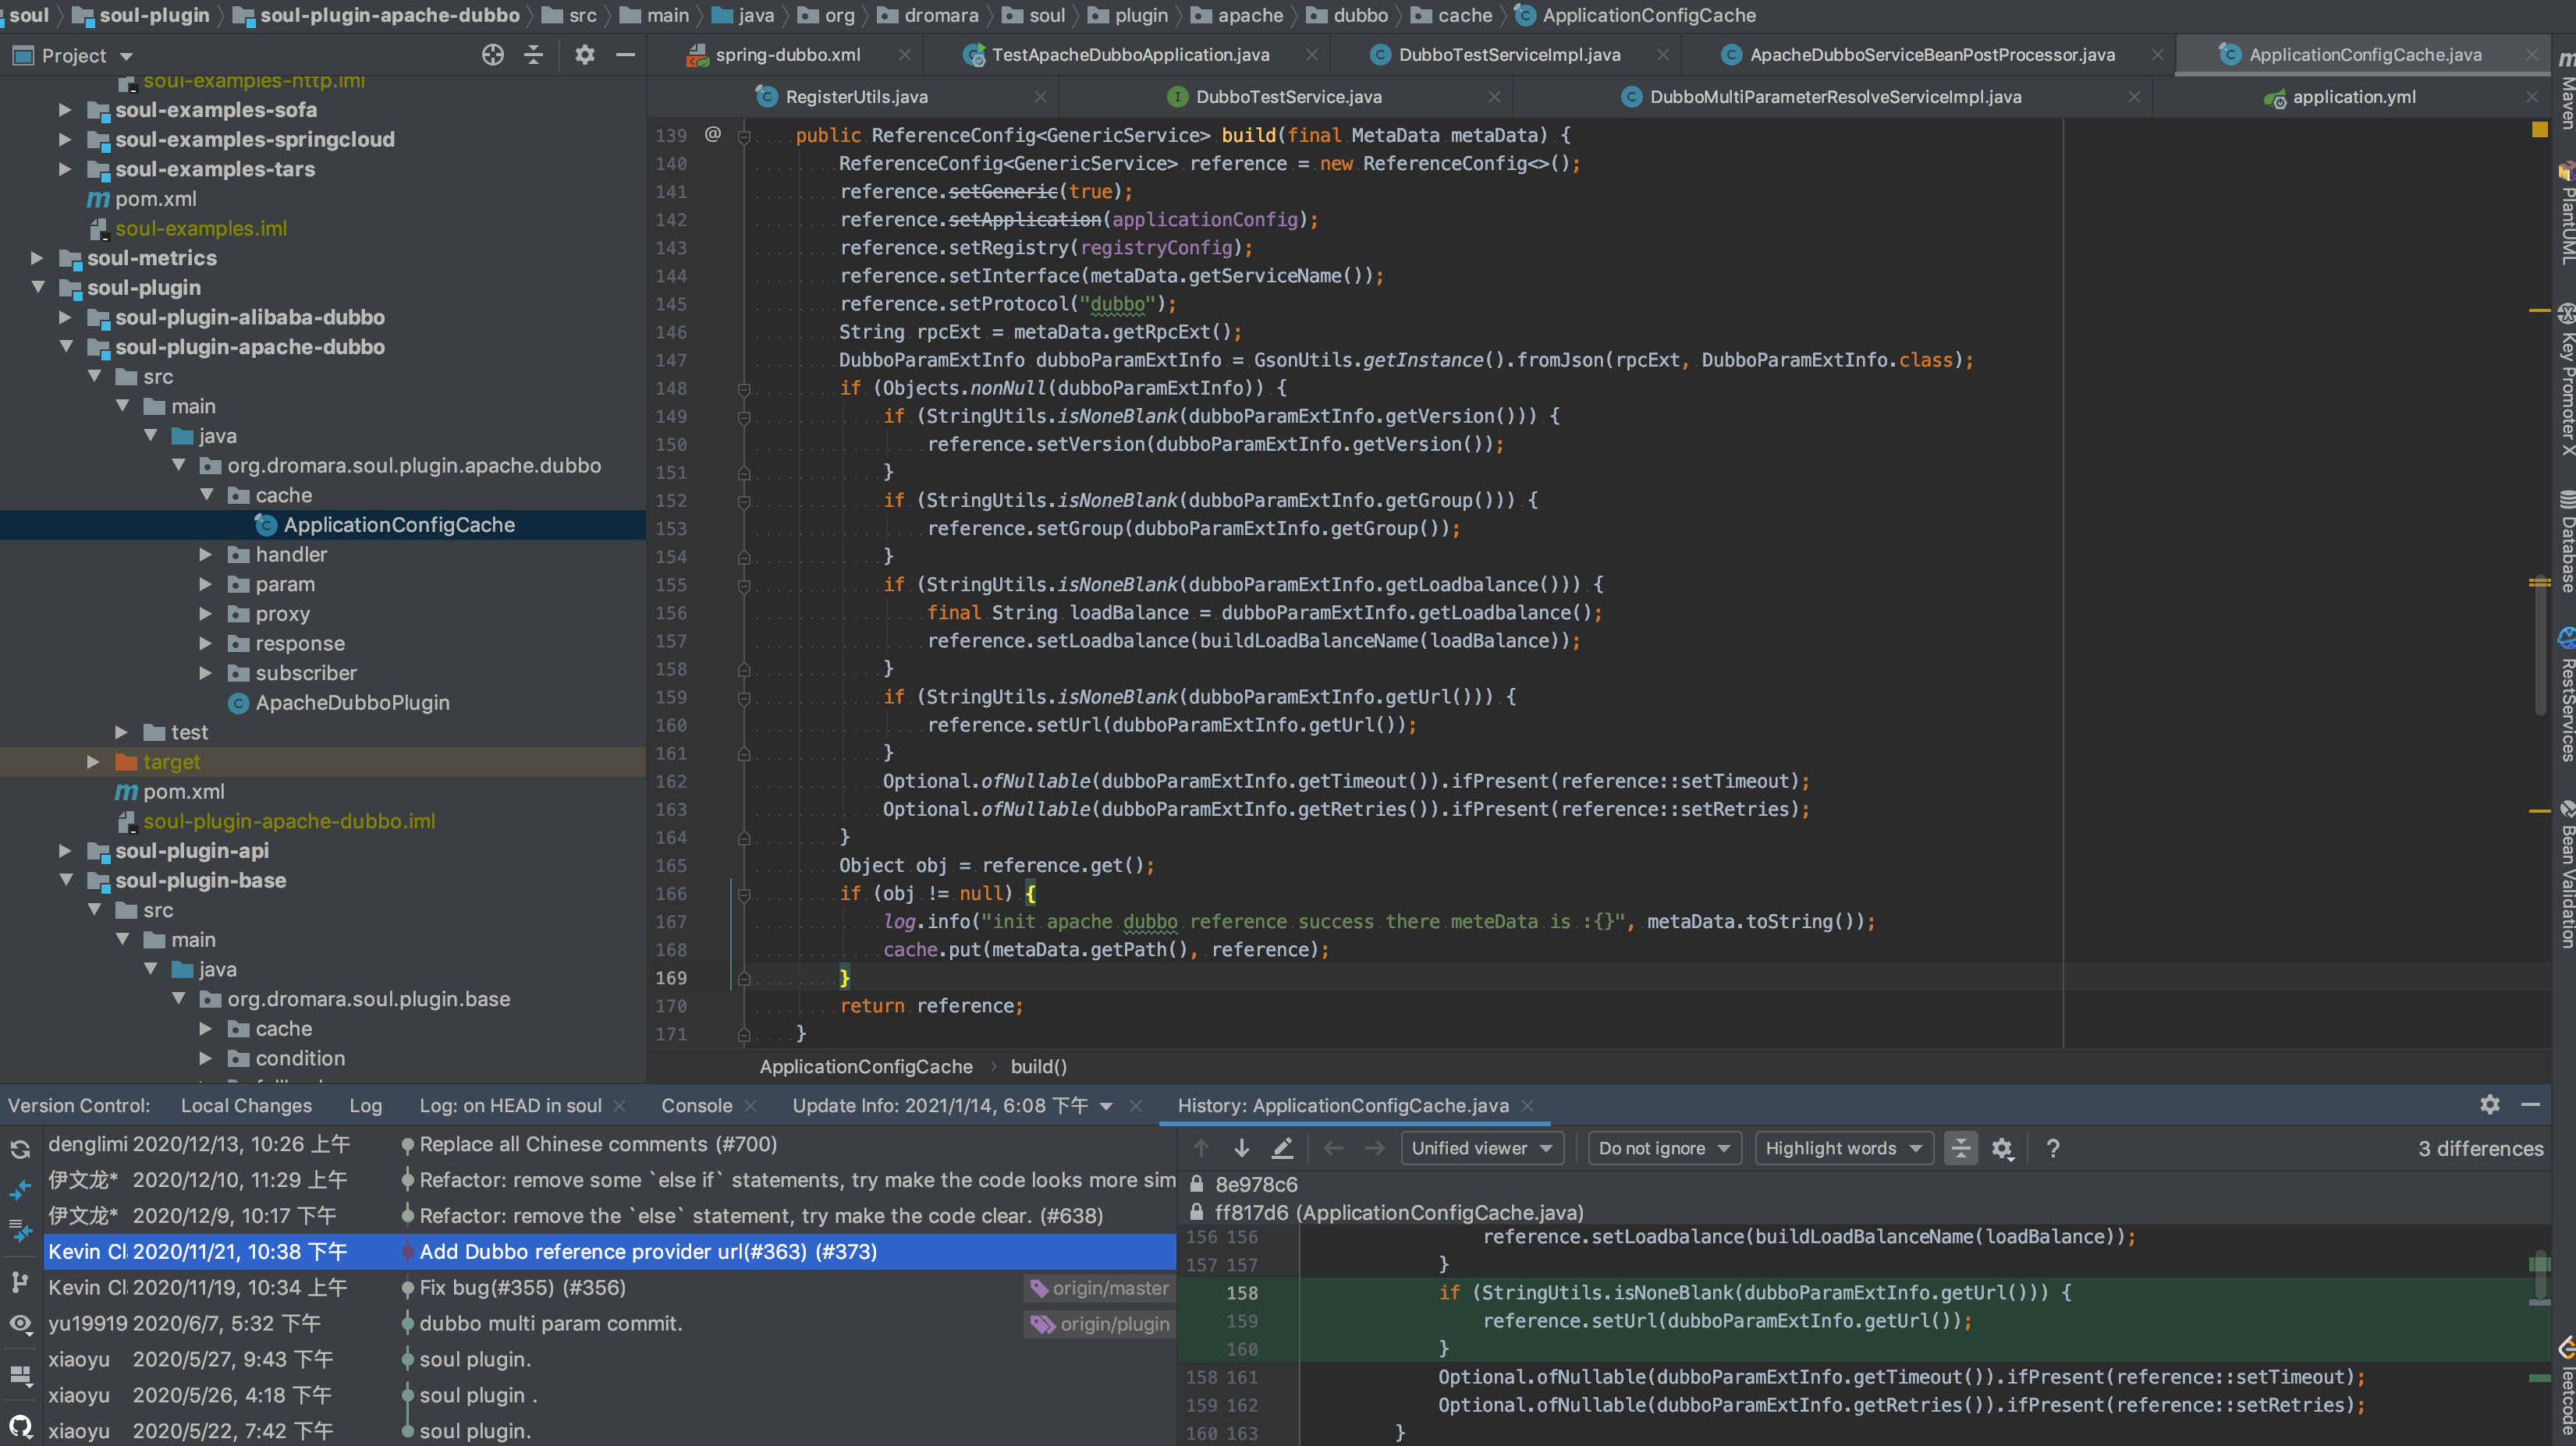 soul soul-plugin soul-plugin-apache-dubbo src main java org dromara soul plugin apache dubbo cache ApplicationConfigCache
Project
spring-dubbo.xml TestApacheDubboApplication.java DubboTestServiceImpl.java ApacheDubboServiceBeanPostProcessor.java ApplicationConfigCache.java
RegisterUtils.java DubboTestService.java DubboMultiParameterResolveServiceImpl.java application.yml
soul-examples-http.iml
soul-examples-sofa
soul-examples-springcloud
soul-examples-tars
pom.xml
soul-examples.iml
soul-metrics
soul-plugin
soul-plugin-alibaba-dubbo
soul-plugin-apache-dubbo
src
main
java
org.dromara.soul.plugin.apache.dubbo
cache
ApplicationConfigCache
handler
param
proxy
response
subscriber
ApacheDubboPlugin
test
target
pom.xml
soul-plugin-apache-dubbo.iml
soul-plugin-api
soul-plugin-base
src
main
java
org.dromara.soul.plugin.base
cache
condition
139 @ public ReferenceConfig<GenericService> build(final MetaData metaData) {
140 ReferenceConfig<GenericService> reference = new ReferenceConfig<>();
141 reference.setGeneric(true);
142 reference.setApplication(applicationConfig);
143 reference.setRegistry(registryConfig);
144 reference.setInterface(metaData.getServiceName());
145 reference.setProtocol("dubbo");
146 String rpcExt = metaData.getRpcExt();
147 DubboParamExtInfo dubboParamExtInfo = GsonUtils.getInstance().fromJson(rpcExt, DubboParamExtInfo.class);
148 if (Objects.nonNull(dubboParamExtInfo)) {
149 if (StringUtils.isNoneBlank(dubboParamExtInfo.getVersion())) {
150 reference.setVersion(dubboParamExtInfo.getVersion());
151 }
152 if (StringUtils.isNoneBlank(dubboParamExtInfo.getGroup())) {
153 reference.setGroup(dubboParamExtInfo.getGroup());
154 }
155 if (StringUtils.isNoneBlank(dubboParamExtInfo.getLoadbalance())) {
156 final String loadBalance = dubboParamExtInfo.getLoadbalance();
157 reference.setLoadbalance(buildLoadBalanceName(loadBalance));
158 }
159 if (StringUtils.isNoneBlank(dubboParamExtInfo.getUrl())) {
160 reference.setUrl(dubboParamExtInfo.getUrl());
161 }
162 Optional.ofNullable(dubboParamExtInfo.getTimeout()).ifPresent(reference::setTimeout);
163 Optional.ofNullable(dubboParamExtInfo.getRetries()).ifPresent(reference::setRetries);
164 }
165 Object obj = reference.get();
166 if (obj != null) {
167 log.info("init apache dubbo reference success there meteData is :{}", metaData.toString());
168 cache.put(metaData.getPath(), reference);
169 }
170 return reference;
171 }
ApplicationConfigCache build()
Maven
PlantUML
Key Promoter X
Database
RestServices
Bean Validation
leetcode
Version Control: Local Changes Log Log: on HEAD in soul Console Update Info: 2021/1/14, 6:08 下午 History: ApplicationConfigCache.java
denglimi 2020/12/13, 10:26 上午 Replace all Chinese comments (#700)
伊文龙* 2020/12/10, 11:29 上午 Refactor: remove some `else if` statements, try make the code looks more sim
伊文龙* 2020/12/9, 10:17 下午 Refactor: remove the `else` statement, try make the code clear. (#638)
Kevin Cl 2020/11/21, 10:38 下午 Add Dubbo reference provider url(#363) (#373)
Kevin Cl 2020/11/19, 10:34 上午 Fix bug(#355) (#356) origin/master
yu19919 2020/6/7, 5:32 下午 dubbo multi param commit. origin/plugin
xiaoyu 2020/5/27, 9:43 下午 soul plugin.
xiaoyu 2020/5/26, 4:18 下午 soul plugin .
xiaoyu 2020/5/22, 7:42 下午 soul plugin.
Unified viewer Do not ignore Highlight words ? 3 differences
8e978c6
ff817d6 (ApplicationConfigCache.java)
156 156 reference.setLoadbalance(buildLoadBalanceName(loadBalance));
157 157 }
158 if (StringUtils.isNoneBlank(dubboParamExtInfo.getUrl())) {
159 reference.setUrl(dubboParamExtInfo.getUrl());
160 }
158 161 Optional.ofNullable(dubboParamExtInfo.getTimeout()).ifPresent(reference::setTimeout);
159 162 Optional.ofNullable(dubboParamExtInfo.getRetries()).ifPresent(reference::setRetries);
160 163 }